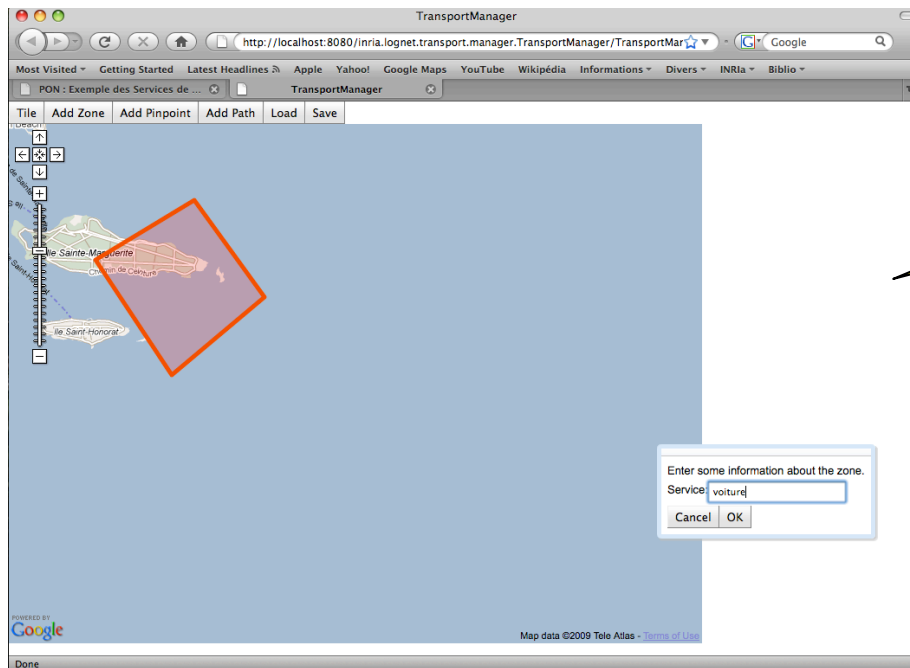 TransportManager
http://localhost:8080/inria.lognet.transport.manager.TransportManager/TransportMar
Google
Most Visited Getting Started Latest Headlines Apple Yahoo! Google Maps YouTube Wikipédia Informations Divers INRIa Biblio
PON : Exemple des Services de ... TransportManager
Tile Add Zone Add Pinpoint Add Path Load Save
Ile Sainte-Marguerite
Chemin de Ceinture
Ile Saint-Honorat
Enter some information about the zone.
Service: voiture
Cancel OK
POWERED BY
Google
Map data ©2009 Tele Atlas - Terms of Use
Done